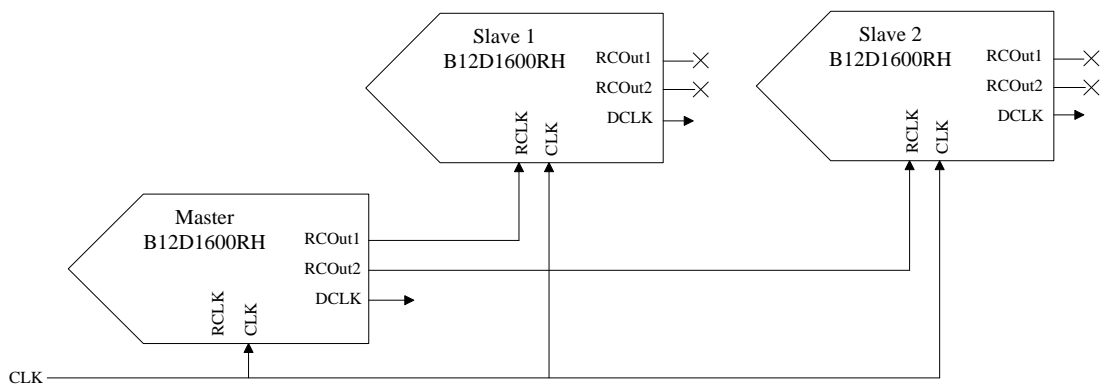 Slave 1
B12D1600RH
RCOut1
RCOut2
DCLK
RCLK
CLK
Slave 2
B12D1600RH
RCOut1
RCOut2
DCLK
RCLK
CLK
Master
B12D1600RH
RCOut1
RCOut2
DCLK
RCLK
CLK
CLK